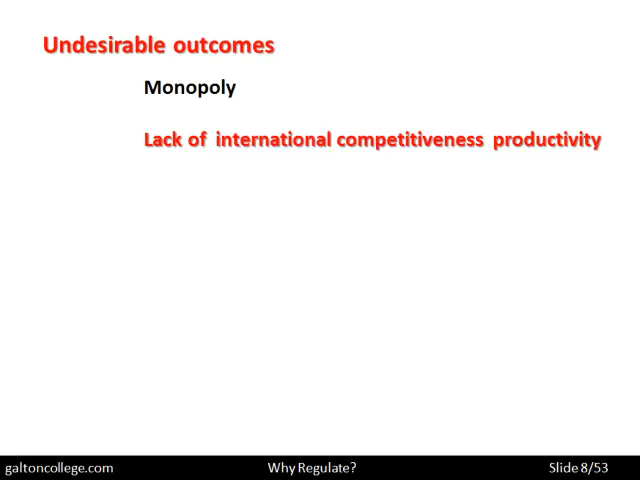 Undesirable outcomes
Monopoly
Lack of international competitiveness productivity
galtoncollege.com Why Regulate? Slide 8/53